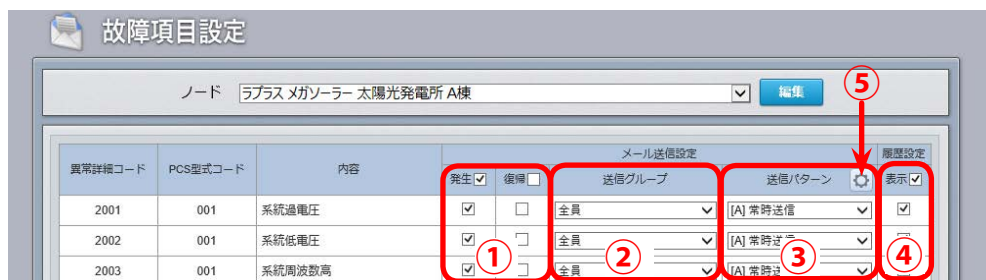 故障項目設定
ノード ラプラス メガソーラー 太陽光発電所 A棟 編集 ⑤
メール送信設定 履歴設定
異常詳細コード PCS型式コード 内容 発生 復帰 送信グループ 送信パターン 表示
2001 001 系統過電圧 全員 [A] 常時送信
2002 001 系統低電圧 全員 [A] 常時送信
① ② ③ ④
2003 001 系統周波数高 全員 [A] 常時送